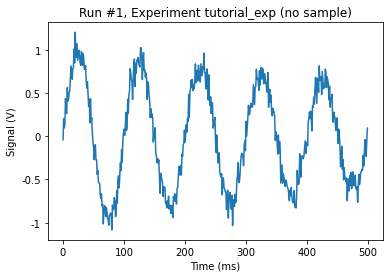 Run #1, Experiment tutorial_exp (no sample)
1
0.5
0
-0.5
-1
Signal (V)
0 100 200 300 400 500
Time (ms)